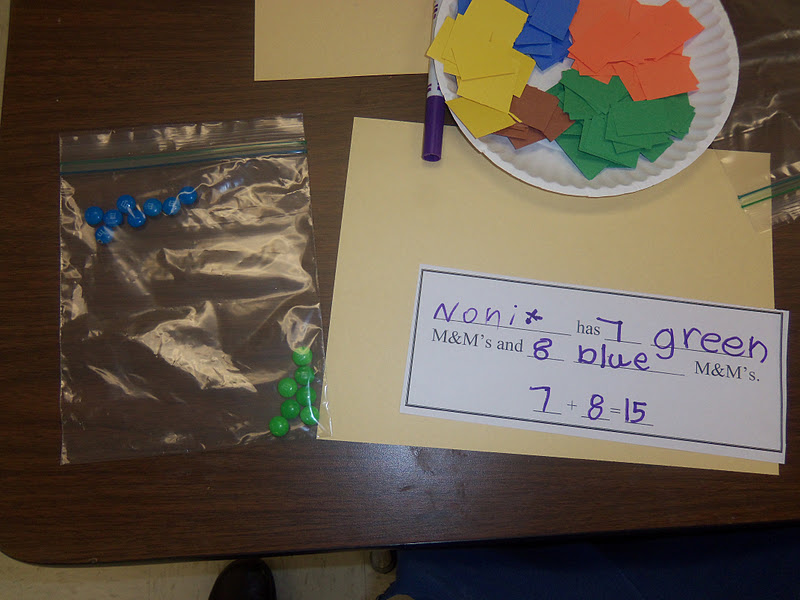 Noni has 7 green
M&M's and 8 blue M&M's.
7 + 8 = 15